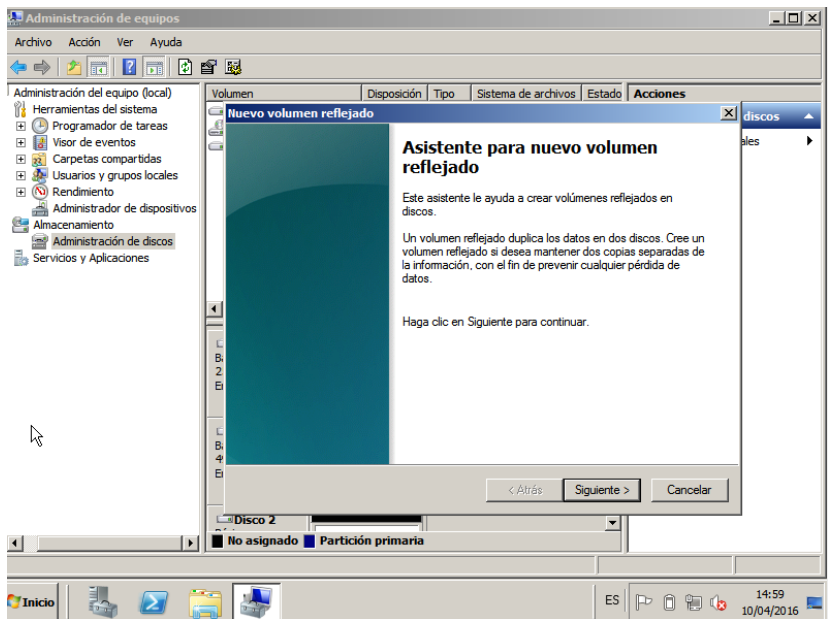 Administración de equipos
Archivo Acción Ver Ayuda
Administración del equipo (local)
Herramientas del sistema
Programador de tareas
Visor de eventos
Carpetas compartidas
Usuarios y grupos locales
Rendimiento
Administrador de dispositivos
Almacenamiento
Administración de discos
Servicios y Aplicaciones
Volumen Disposición Tipo Sistema de archivos Estado
Acciones
discos
ales
Nuevo volumen reflejado
Asistente para nuevo volumen
reflejado
Este asistente le ayuda a crear volúmenes reflejados en
discos.
Un volumen reflejado duplica los datos en dos discos. Cree un
volumen reflejado si desea mantener dos copias separadas de
la información, con el fin de prevenir cualquier pérdida de
datos.
Haga clic en Siguiente para continuar.
< Atrás Siguiente > Cancelar
Disco 2
No asignado Partición primaria
Inicio
ES
14:59
10/04/2016